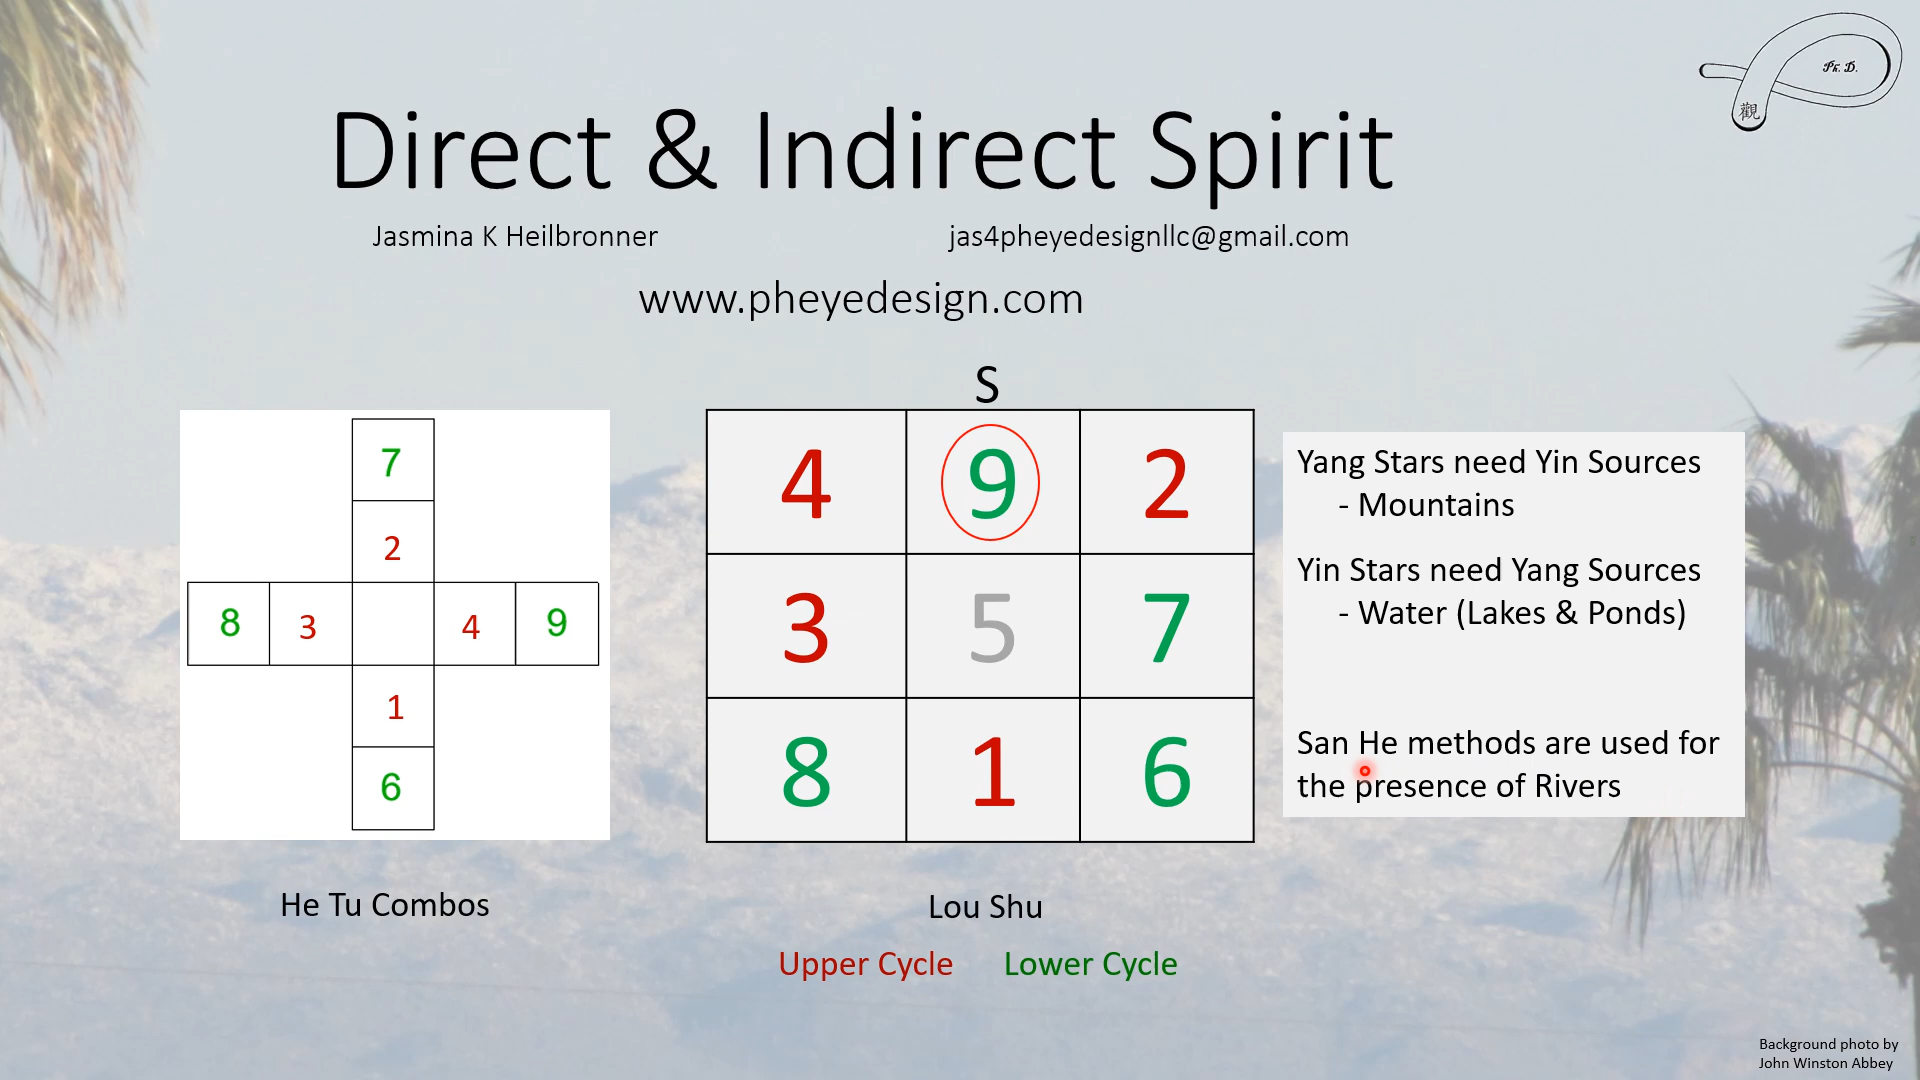 Ph. D.
觀
Direct & Indirect Spirit
Jasmina K Heilbronner
jas4pheyedesignllc@gmail.com
www.pheyedesign.com
7
2
8 3 4 9
1
6
He Tu Combos
S
4 9 2
3 5 7
8 1 6
Lou Shu
Upper Cycle Lower Cycle
Yang Stars need Yin Sources
- Mountains
Yin Stars need Yang Sources
- Water (Lakes & Ponds)
San He methods are used for
the presence of Rivers
Background photo by
John Winston Abbey